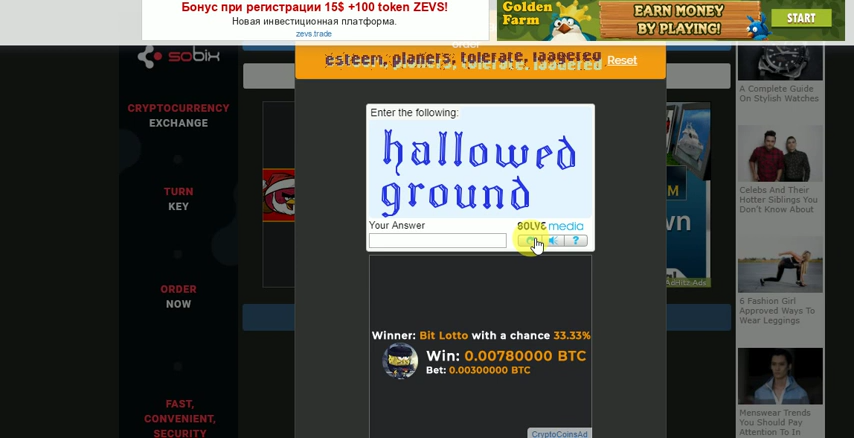 Бонус при регистрации 15$ +100 token ZEVS!
Новая инвестиционная платформа.
zevs.trade
GOLDEN
FARM
EARN MONEY
BY PLAYING!
START
sobix
CRYPTOCURRENCY
EXCHANGE
TURN
KEY
ORDER
NOW
FAST,
CONVENIENT,
SECURITY
order
esteem, planers, tolerate,
Reset
Enter the following:
hallowed
ground
Your Answer
SOLVE media
?
Winner: Bit Lotto with a chance 33.33%
Win: 0.00780000 BTC
Bet: 0.00300000 BTC
CryptoCoinsAd
AdHitz Ads
A Complete Guide
On Stylish Watches
Celebs And Their
Hotter Siblings You
You Don't Know About
6 Fashion Girl
Approved Ways To
Wear Leggings
Menswear Trends
You Should Pay
Attention To In